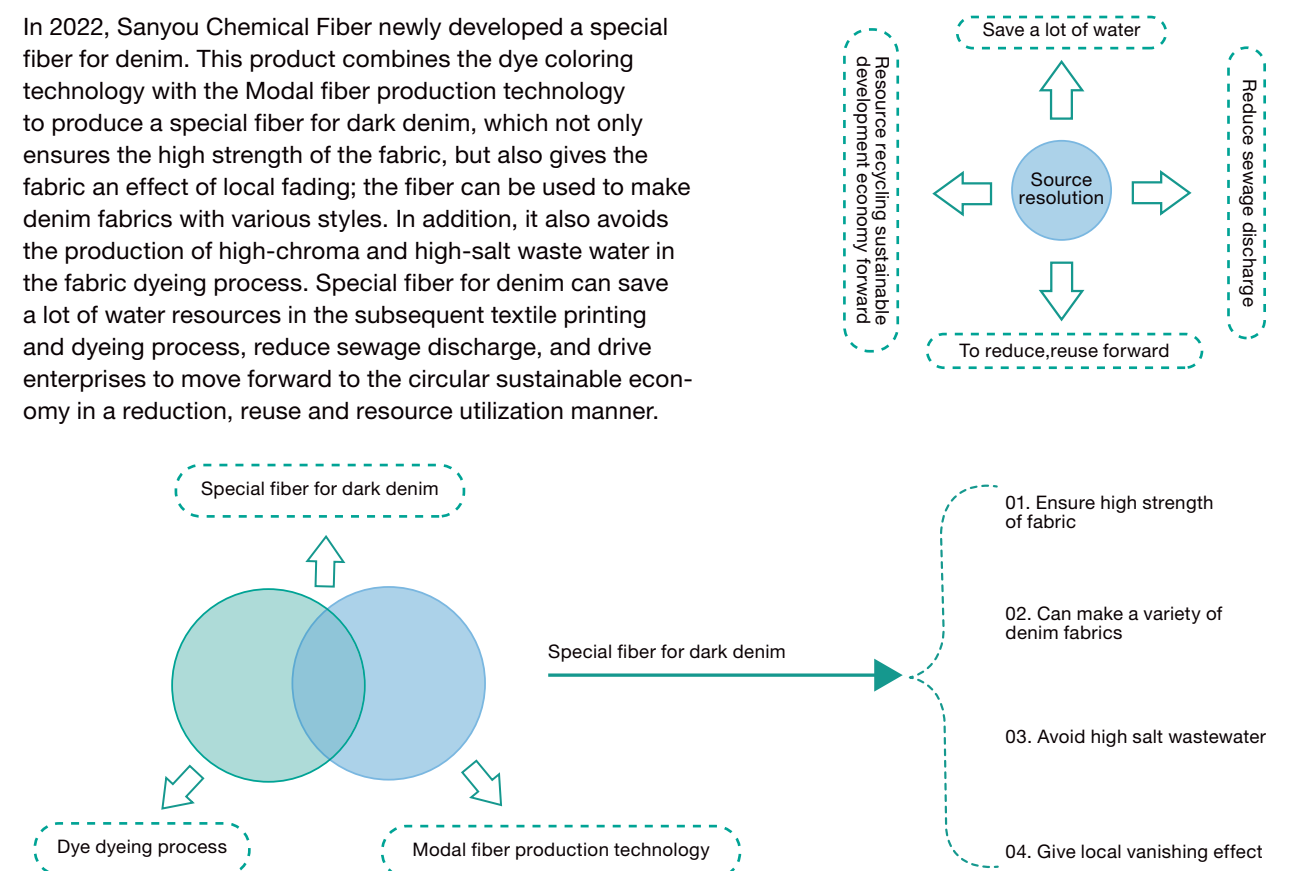 In 2022, Sanyou Chemical Fiber newly developed a special
fiber for denim. This product combines the dye coloring
technology with the Modal fiber production technology
to produce a special fiber for dark denim, which not only
ensures the high strength of the fabric, but also gives the
fabric an effect of local fading; the fiber can be used to make
denim fabrics with various styles. In addition, it also avoids
the production of high-chroma and high-salt waste water in
the fabric dyeing process. Special fiber for denim can save
a lot of water resources in the subsequent textile printing
and dyeing process, reduce sewage discharge, and drive
enterprises to move forward to the circular sustainable econ-
omy in a reduction, reuse and resource utilization manner.
Save a lot of water
Resource recycling sustainable
development economy forward
Source
resolution
Reduce sewage discharge
To reduce,reuse forward
Special fiber for dark denim
Dye dyeing process
Modal fiber production technology
Special fiber for dark denim
01. Ensure high strength
of fabric
02. Can make a variety of
denim fabrics
03. Avoid high salt wastewater
04. Give local vanishing effect